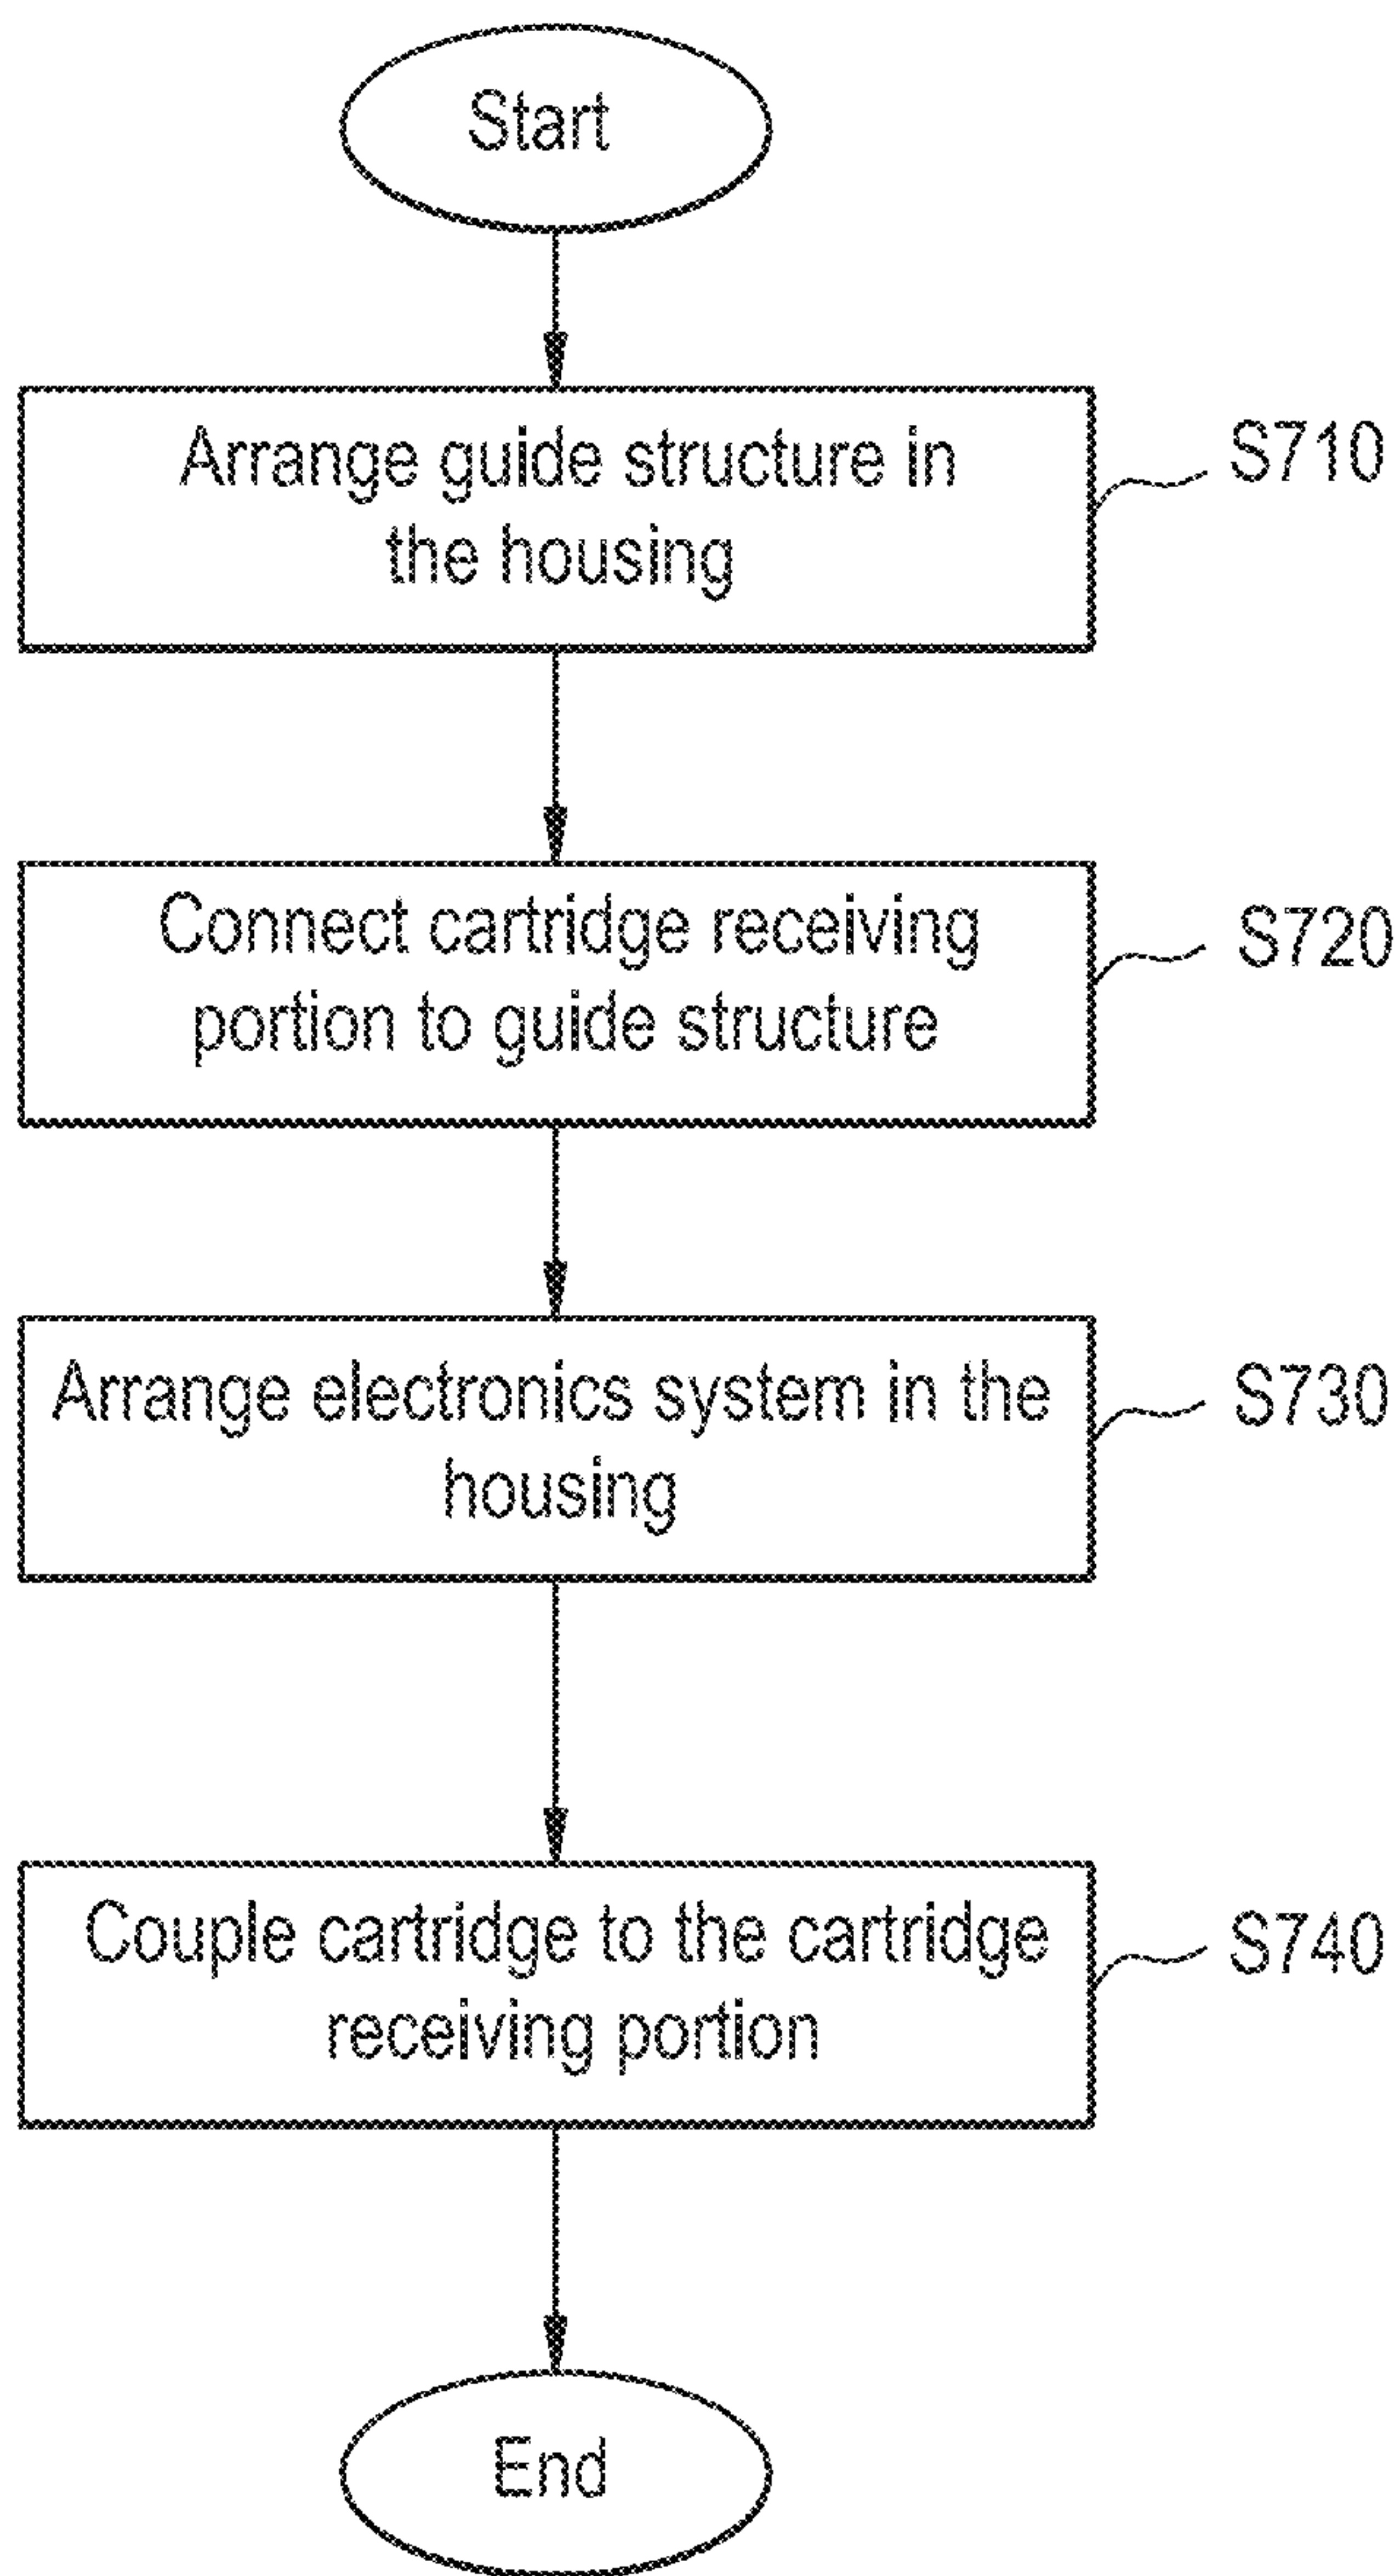 Start
Arrange guide structure in
the housing
S710
Connect cartridge receiving
portion to guide structure
S720
Arrange electronics system in the
housing
S730
Couple cartridge to the cartridge
receiving portion
S740
End